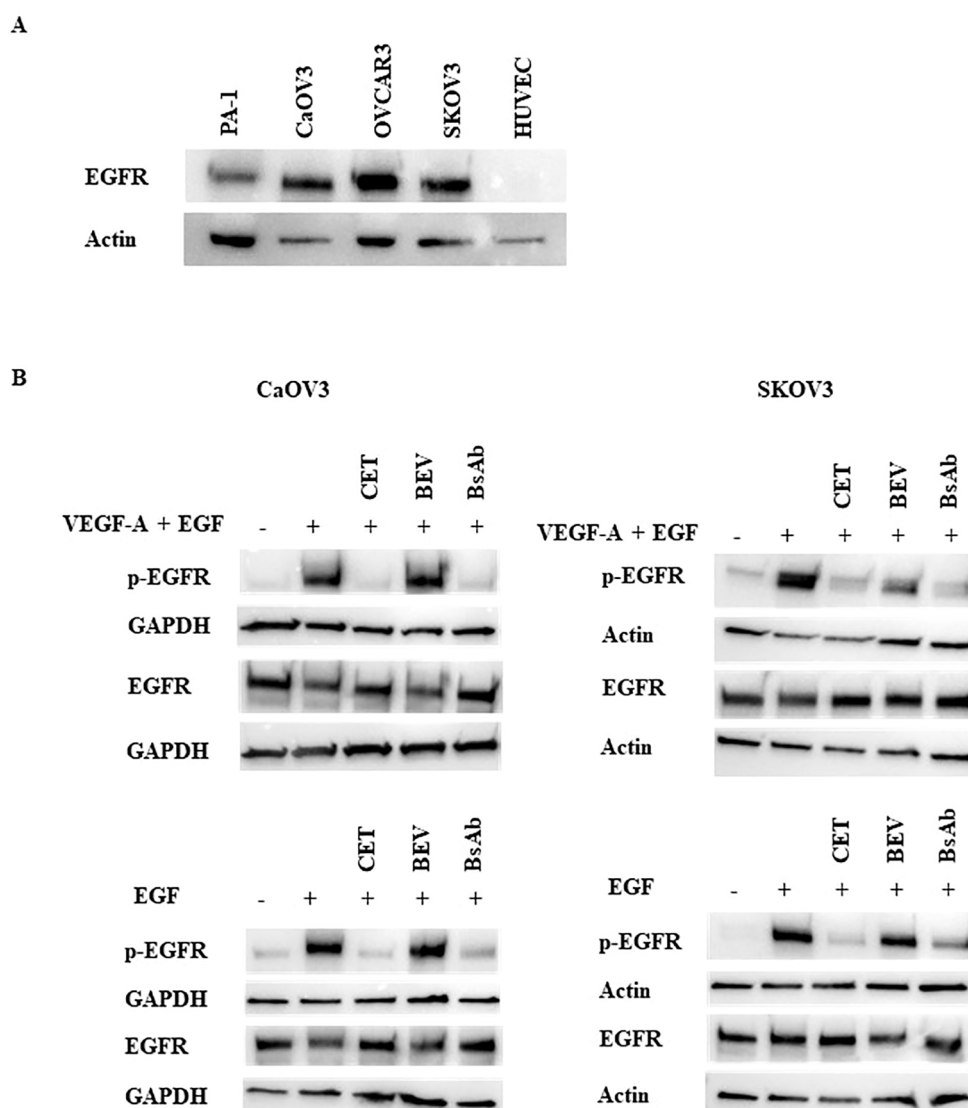 A
PA-1 CaOV3 OVCAR3 SKOV3 HUVEC
EGFR
Actin
B
CaOV3
CET BEV BsAb
VEGF-A + EGF - + + + +
p-EGFR
GAPDH
EGFR
GAPDH
SKOV3
CET BEV BsAb
VEGF-A + EGF - + + + +
p-EGFR
Actin
EGFR
Actin
CET BEV BsAb
EGF - + + + +
p-EGFR
GAPDH
EGFR
GAPDH
CET BEV BsAb
EGF - + + + +
p-EGFR
Actin
EGFR
Actin